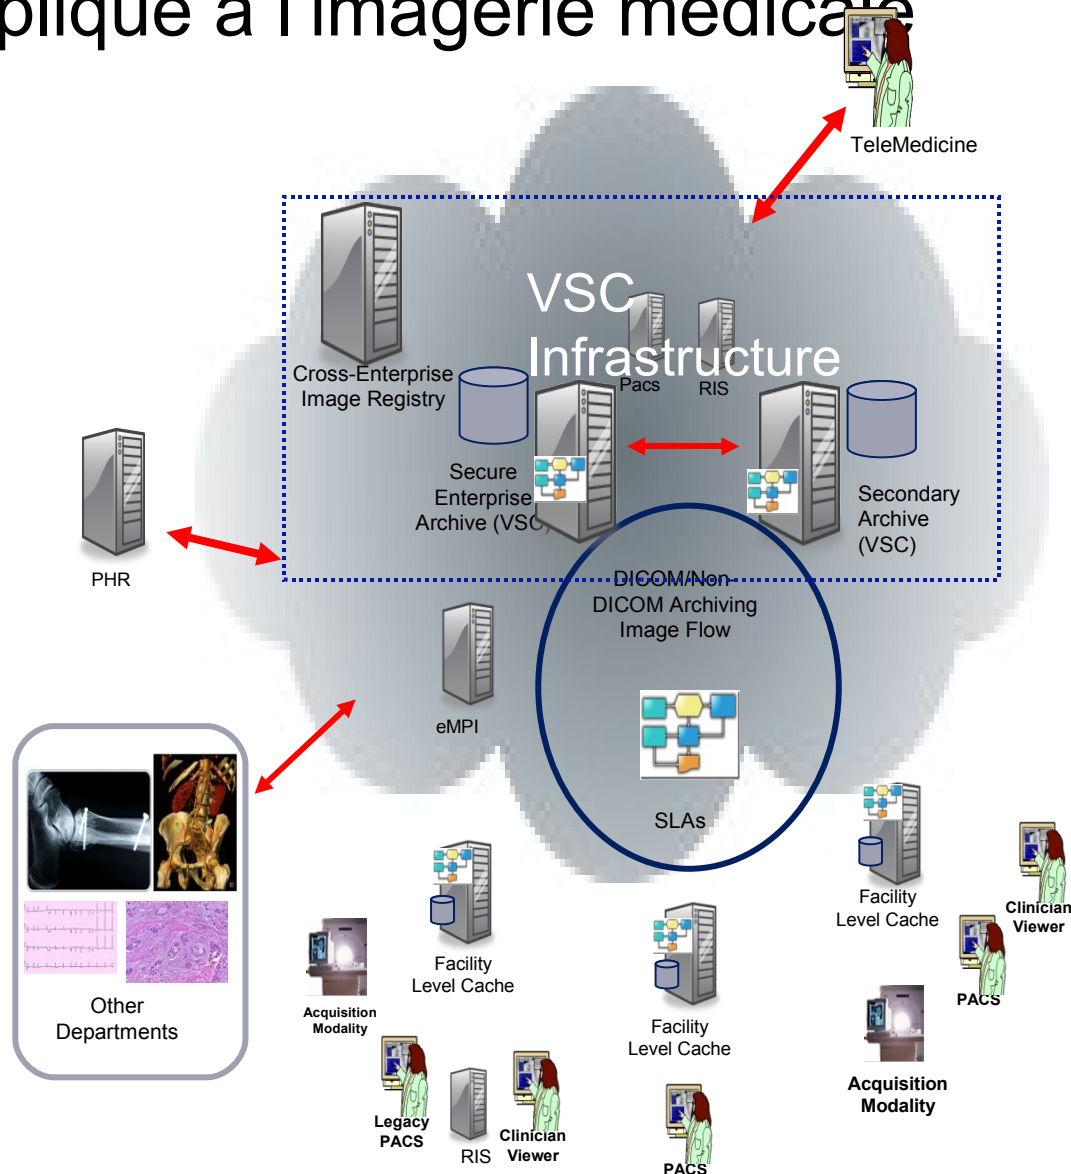 plique à l'imagerie médicale
TeleMedicine
VSC
Infrastructure
Cross-Enterprise
Image Registry
Pacs
RIS
Secure
Enterprise
Archive (VSC)
Secondary
Archive
(VSC)
PHR
DICOM/Non-
DICOM Archiving
Image Flow
eMPI
SLAs
Other
Departments
Facility
Level Cache
Acquisition
Modality
Legacy
PACS
RIS
Clinician
Viewer
Facility
Level Cache
PACS
Facility
Level Cache
Clinician
Viewer
PACS
Acquisition
Modality